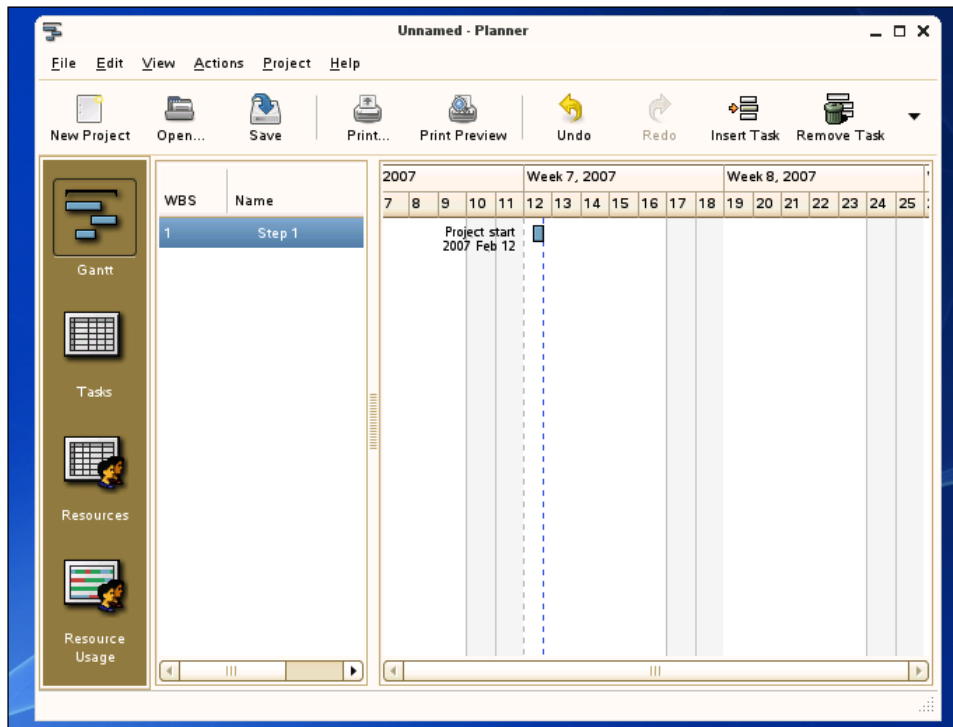 Unnamed - Planner
File Edit View Actions Project Help
New Project Open... Save Print... Print Preview Undo Redo Insert Task Remove Task
2007 Week 7, 2007 Week 8, 2007
WBS Name
7 8 9 10 11 12 13 14 15 16 17 18 19 20 21 22 23 24 25
1 Step 1
Project start
2007 Feb 12
Gantt
Tasks
Resources
Resource
Usage